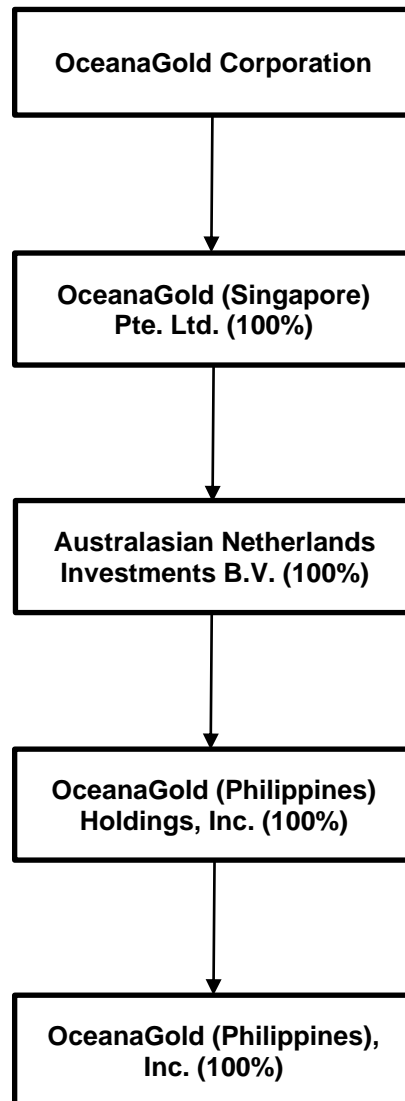 OceanaGold Corporation
OceanaGold (Singapore)
Pte. Ltd. (100%)
Australasian Netherlands
Investments B.V. (100%)
OceanaGold (Philippines)
Holdings, Inc. (100%)
OceanaGold (Philippines),
Inc. (100%)